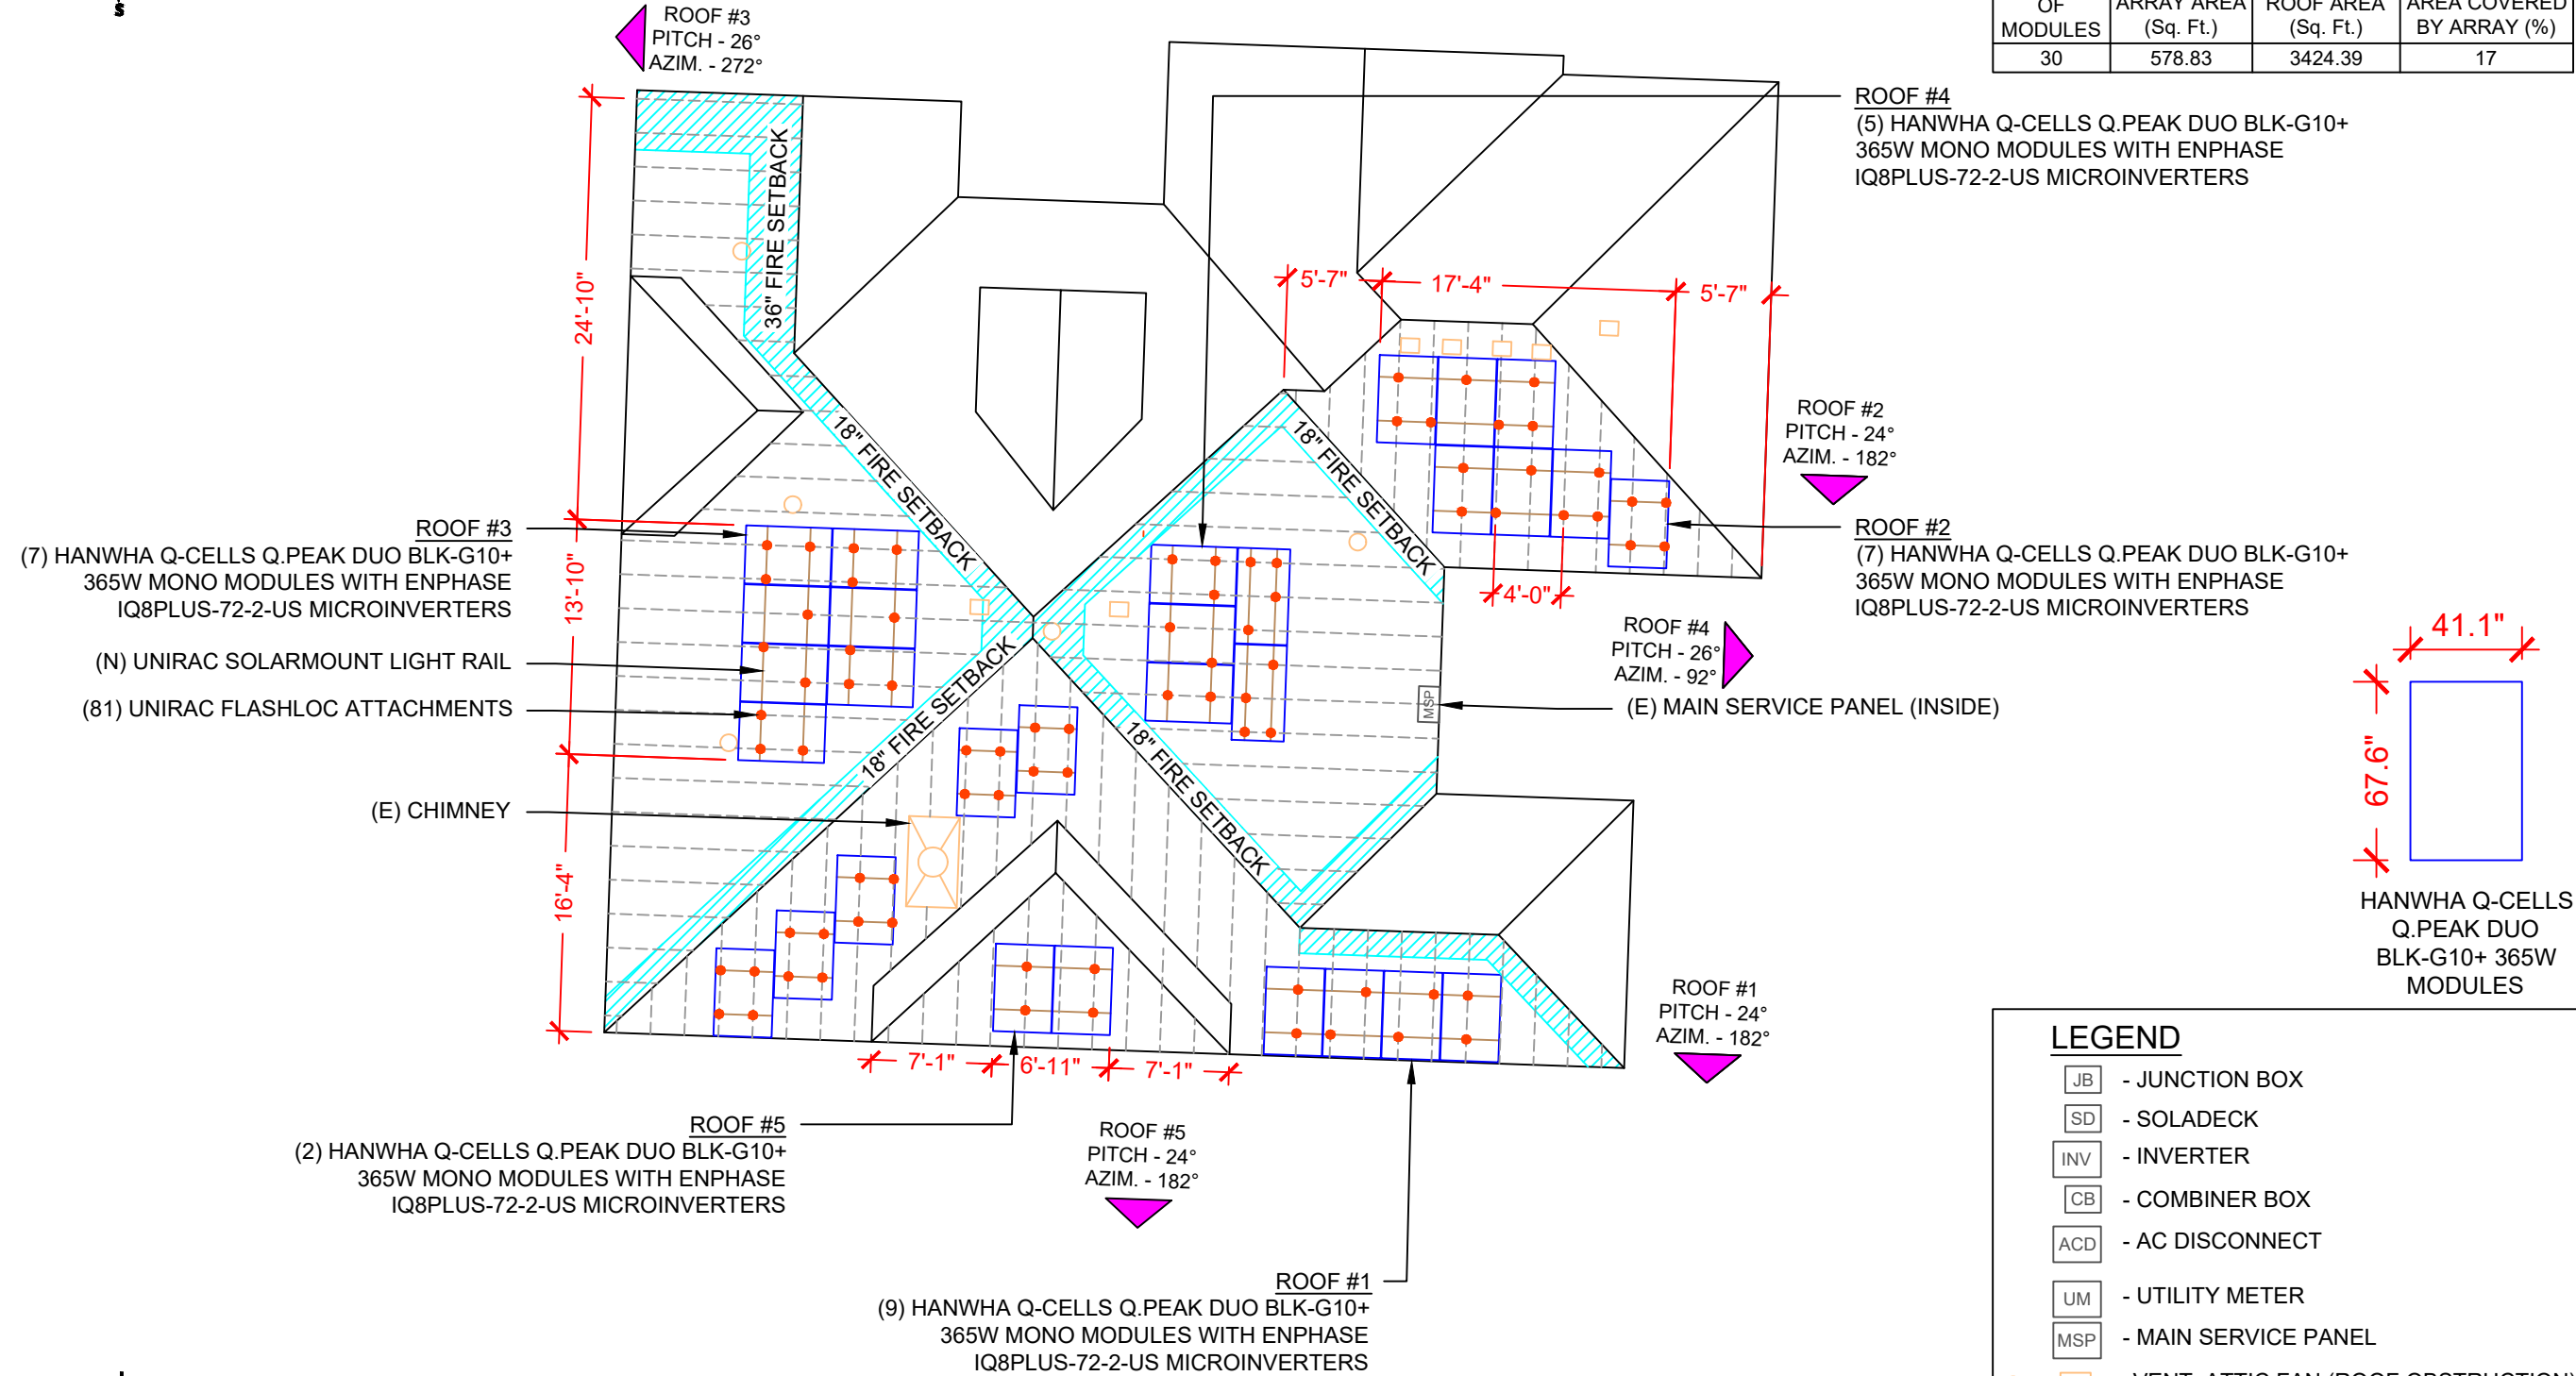 ROOF #3
PITCH - 26°
AZIM. - 272°
OF
MODULES
ARRAY AREA
(Sq. Ft.)
ROOF AREA
(Sq. Ft.)
AREA COVERED
BY ARRAY (%)
30
578.83
3424.39
17
ROOF #4
(5) HANWHA Q-CELLS Q.PEAK DUO BLK-G10+
365W MONO MODULES WITH ENPHASE
IQ8PLUS-72-2-US MICROINVERTERS
36" FIRE SETBACK
24'-10"
5'-7"
17'-4"
5'-7"
18" FIRE SETBACK
18" FIRE SETBACK
ROOF #2
PITCH - 24°
AZIM. - 182°
ROOF #3
(7) HANWHA Q-CELLS Q.PEAK DUO BLK-G10+
365W MONO MODULES WITH ENPHASE
IQ8PLUS-72-2-US MICROINVERTERS
13'-10"
ROOF #2
(7) HANWHA Q-CELLS Q.PEAK DUO BLK-G10+
365W MONO MODULES WITH ENPHASE
IQ8PLUS-72-2-US MICROINVERTERS
4'-0"
ROOF #4
PITCH - 26°
AZIM. - 92°
(N) UNIRAC SOLARMOUNT LIGHT RAIL
(81) UNIRAC FLASHLOC ATTACHMENTS
MSP
(E) MAIN SERVICE PANEL (INSIDE)
18" FIRE SETBACK
18" FIRE SETBACK
(E) CHIMNEY
16'-4"
41.1"
67.6"
HANWHA Q-CELLS
Q.PEAK DUO
BLK-G10+ 365W
MODULES
7'-1"
6'-11"
7'-1"
ROOF #1
PITCH - 24°
AZIM. - 182°
ROOF #5
(2) HANWHA Q-CELLS Q.PEAK DUO BLK-G10+
365W MONO MODULES WITH ENPHASE
IQ8PLUS-72-2-US MICROINVERTERS
ROOF #5
PITCH - 24°
AZIM. - 182°
ROOF #1
(9) HANWHA Q-CELLS Q.PEAK DUO BLK-G10+
365W MONO MODULES WITH ENPHASE
IQ8PLUS-72-2-US MICROINVERTERS
LEGEND
JB - JUNCTION BOX
SD - SOLADECK
INV - INVERTER
CB - COMBINER BOX
ACD - AC DISCONNECT
UM - UTILITY METER
MSP - MAIN SERVICE PANEL
- VENT, ATTIC FAN (ROOF OBSTRUCTION)